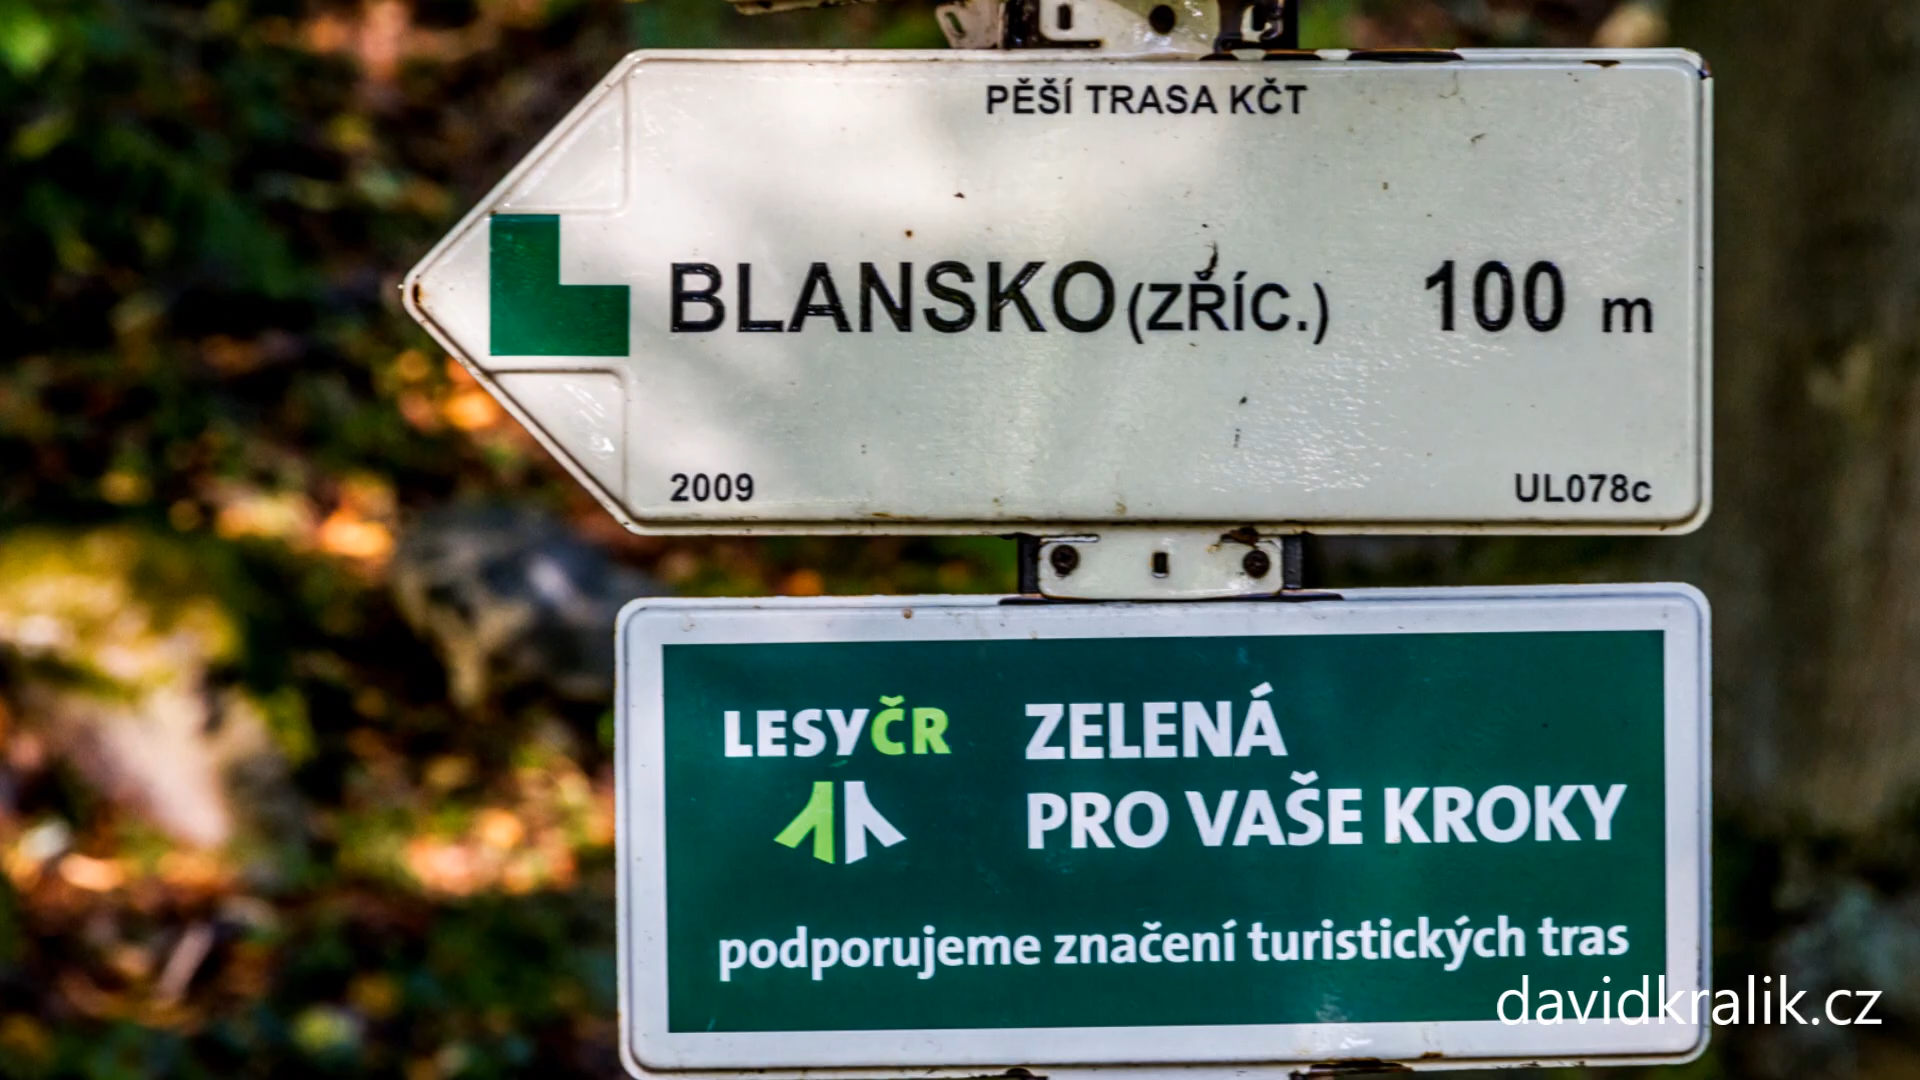 PĚŠÍ TRASA KČT
BLANSKO (ZŘÍC.) 100 m
2009 UL078c
LESYČR
ZELENÁ
PRO VAŠE KROKY
podporujeme značení turistických tras
davidkralik.cz